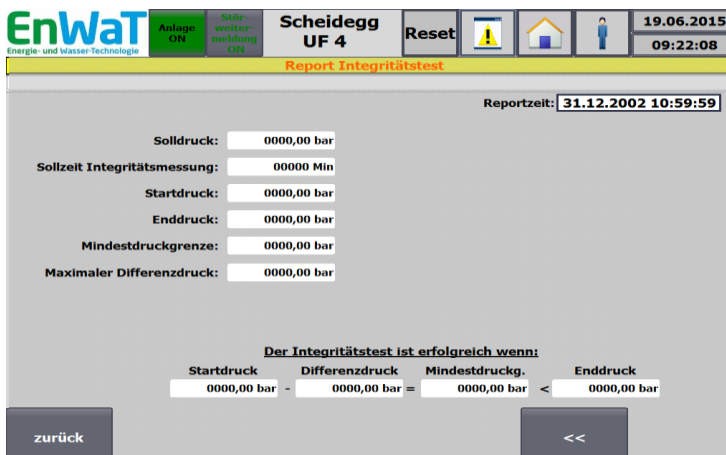 EnWaT
Energie- und Wasser-Technologie
Anlage
ON
Stör-
weiter-
meldung
ON
Scheidegg
UF 4
Reset
19.06.2015
09:22:08
Report Integritätstest
Reportzeit: 31.12.2002 10:59:59
Solldruck: 0000,00 bar
Sollzeit Integritätsmessung: 00000 Min
Startdruck: 0000,00 bar
Enddruck: 0000,00 bar
Mindestdruckgrenze: 0000,00 bar
Maximaler Differenzdruck: 0000,00 bar
Der Integritätstest ist erfolgreich wenn:
Startdruck Differenzdruck Mindestdruckg. Enddruck
0000,00 bar - 0000,00 bar = 0000,00 bar < 0000,00 bar
zurück <<